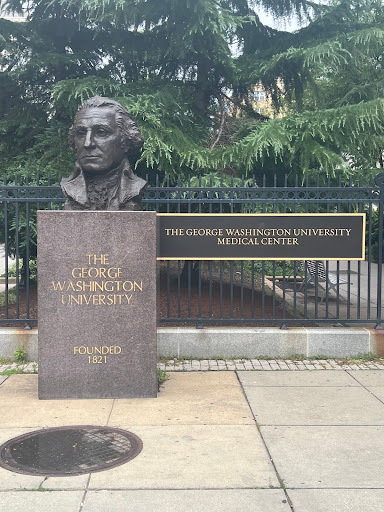 THE
GEORGE
WASHINGTON
UNIVERSITY
FOUNDED
1821
THE GEORGE WASHINGTON UNIVERSITY
MEDICAL CENTER